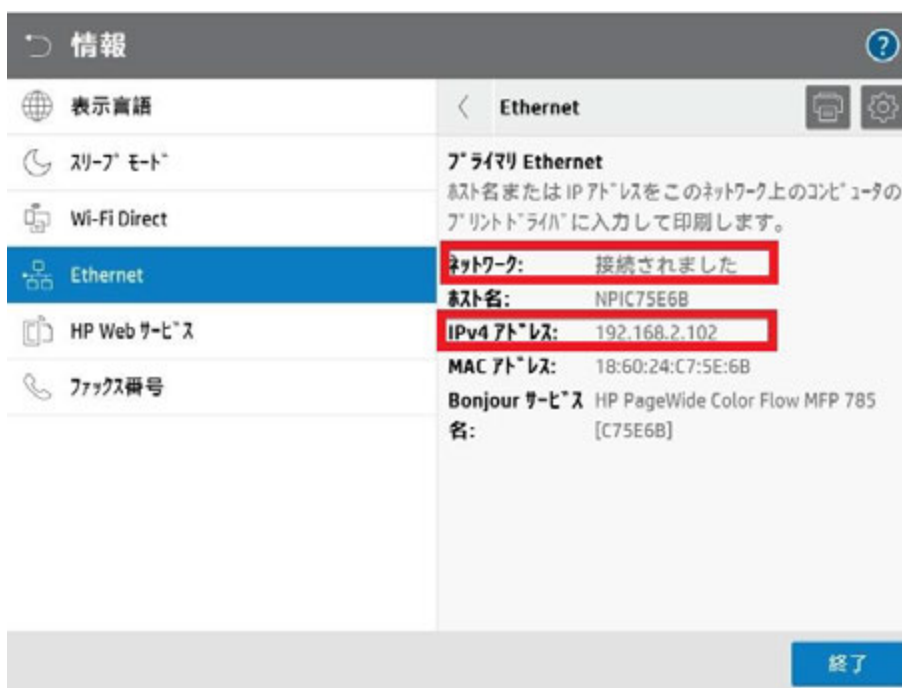 情報
?
表示言語
ｽﾘｰﾌﾟ ﾓｰﾄﾞ
Wi-Fi Direct
Ethernet
HP Web ｻｰﾋﾞｽ
ﾌｧｯｸｽ番号
Ethernet
ﾌﾟﾗｲﾏﾘ Ethernet
ﾎｽﾄ名または IP ｱﾄﾞﾚｽをこのﾈｯﾄﾜｰｸ上のｺﾝﾋﾟｭｰﾀの
ﾌﾟﾘﾝﾄﾄﾞﾗｲﾊﾞに入力して印刷します。
ﾈｯﾄﾜｰｸ: 接続されました
ﾎｽﾄ名: NPIC75E6B
IPv4 ｱﾄﾞﾚｽ: 192.168.2.102
MAC ｱﾄﾞﾚｽ: 18:60:24:C7:5E:6B
Bonjour ｻｰﾋﾞｽ HP PageWide Color Flow MFP 785
名: [C75E6B]
終了